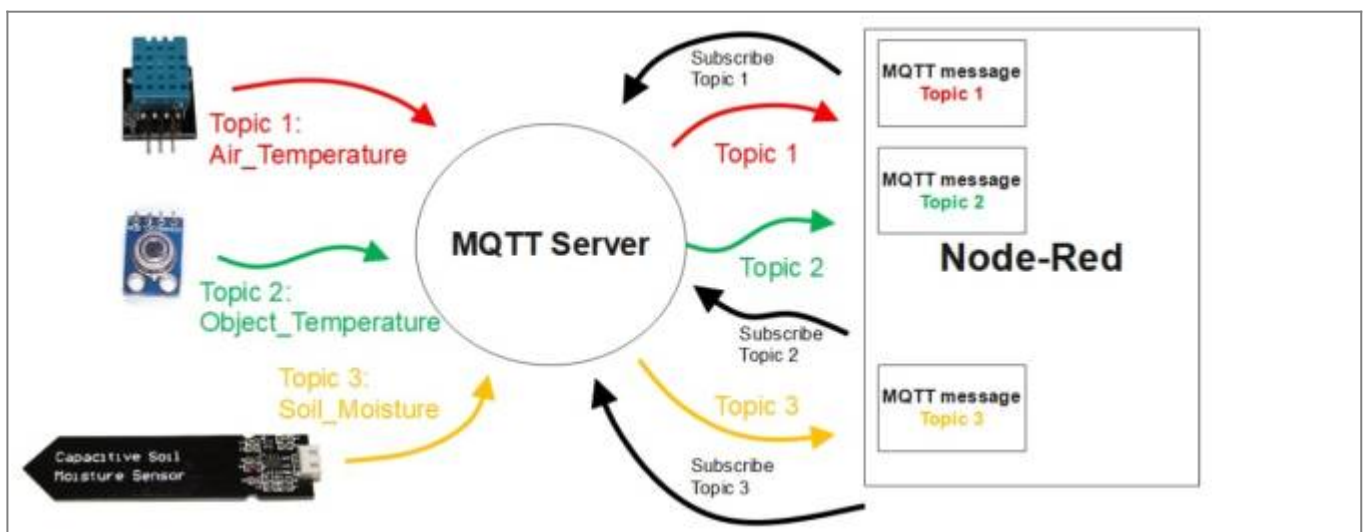 Topic 1:
Air_Temperature
Topic 2:
Object_Temperature
Topic 3:
Soil_Moisture
Capacitive Soil
Moisture Sensor
MQTT Server
Subscribe
Topic 1
Topic 1
Topic 2
Subscribe
Topic 2
Topic 3
Subscribe
Topic 3
MQTT message
Topic 1
MQTT message
Topic 2
Node-Red
MQTT message
Topic 3